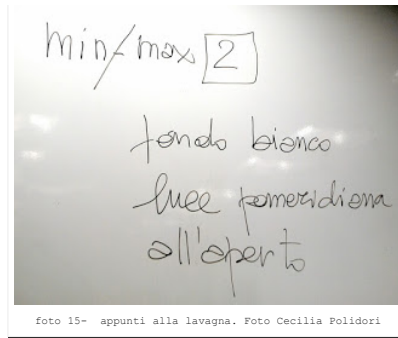 min/max 2
fondo bianco
luce pomeridiana
all'aperto
foto 15- appunti alla lavagna. Foto Cecilia Polidori